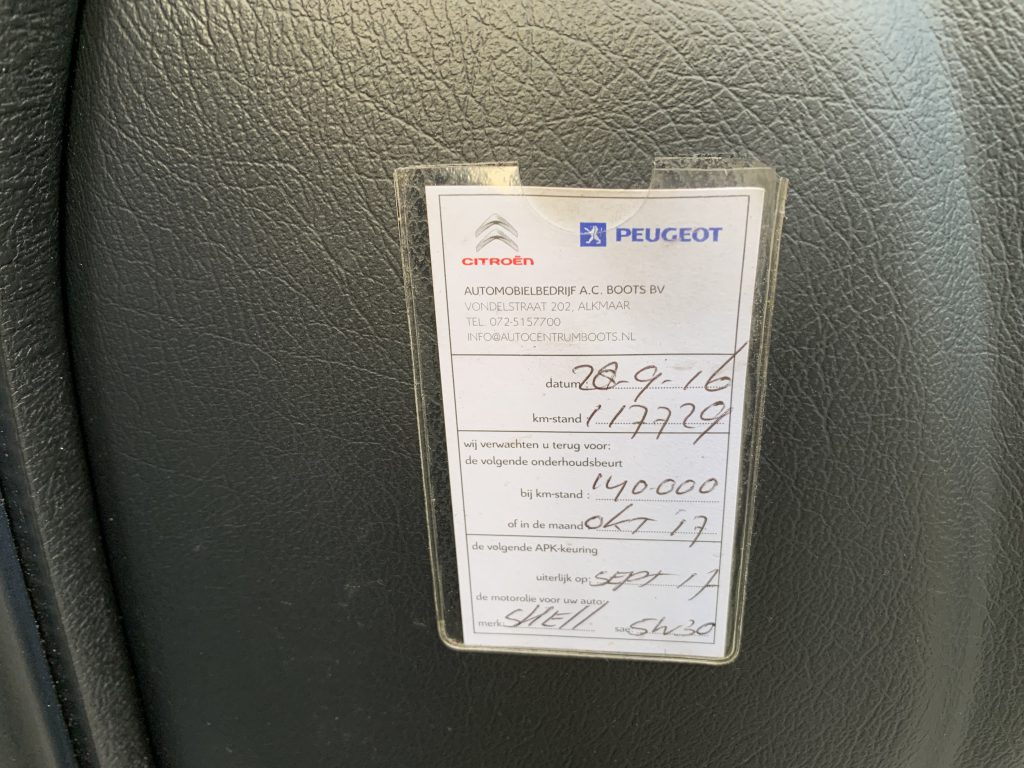 CITROËN PEUGEOT
AUTOMOBIELBEDRIJF A.C. BOOTS BV
VONDELSTRAAT 202, ALKMAAR
TEL. 072-5157700
INFO@AUTOCENTRUMBOOTS.NL
datum: 26-9-16
km-stand 117729
wij verwachten u terug voor:
de volgende onderhoudsbeurt
bij km-stand: 140.000
of in de maand: OKT 17
de volgende APK-keuring
uiterlijk op: SEPT 17
de motorolie voor uw auto:
merk: SHELL sae: 5W30